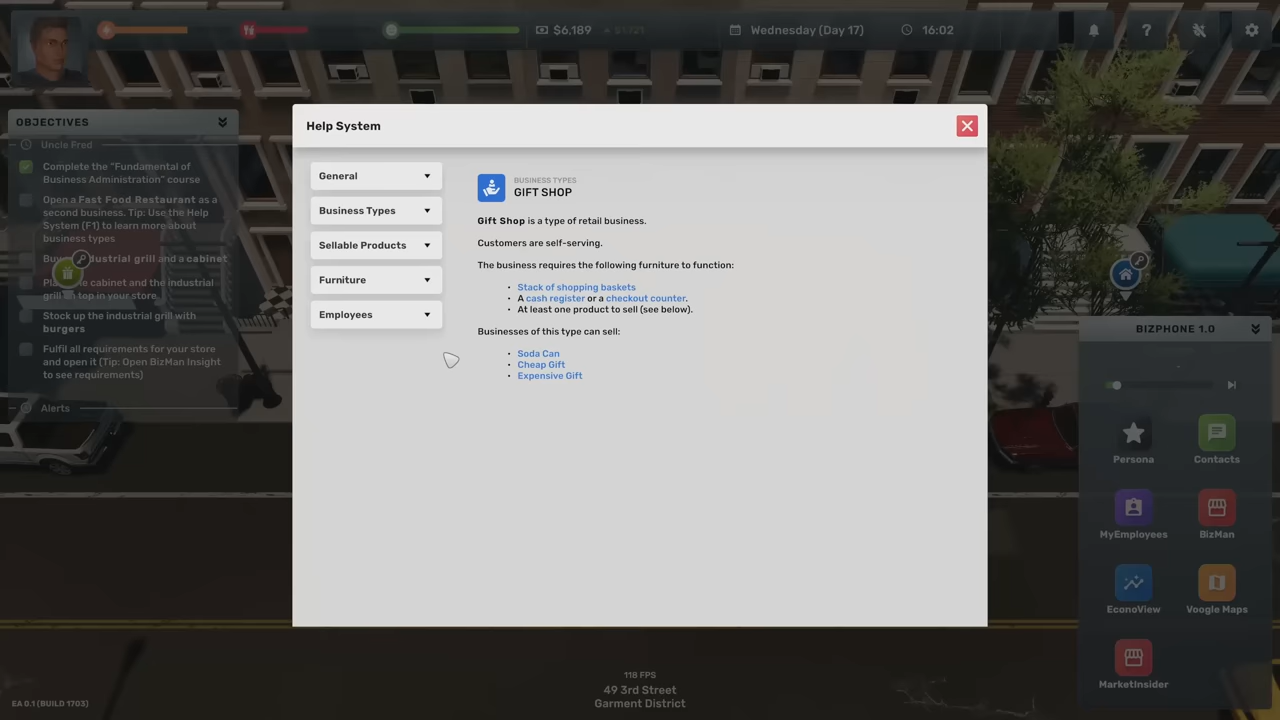 $6,189
Wednesday (Day 17)
16:02
?
OBJECTIVES
Uncle Fred
Complete the "Fundamental of
Business Administration" course
Open a Fast Food Restaurant as a
second business. Tip: Use the Help
System (F1) to learn more about
business types
industrial grill and a cabinet
cabinet and the industrial
grill on top in your store
Stock up the industrial grill with
burgers
Fulfil all requirements for your
store and open it (Tip: Open BizMan Insight
to see requirements)
Alerts
Help System
General
Business Types
Sellable Products
Furniture
Employees
BUSINESS TYPES
GIFT SHOP
Gift Shop is a type of retail business.
Customers are self-serving.
The business requires the following furniture to function:
• Stack of shopping baskets
• A cash register or a checkout counter.
• At least one product to sell (see below).
Businesses of this type can sell:
• Soda Can
• Cheap Gift
• Expensive Gift
BIZPHONE 1.0
Persona
Contacts
MyEmployees
BizMan
EconoView
Voogle Maps
MarketInsider
118 FPS
49 3rd Street
Garment District
EA 0.1 (BUILD 1703)